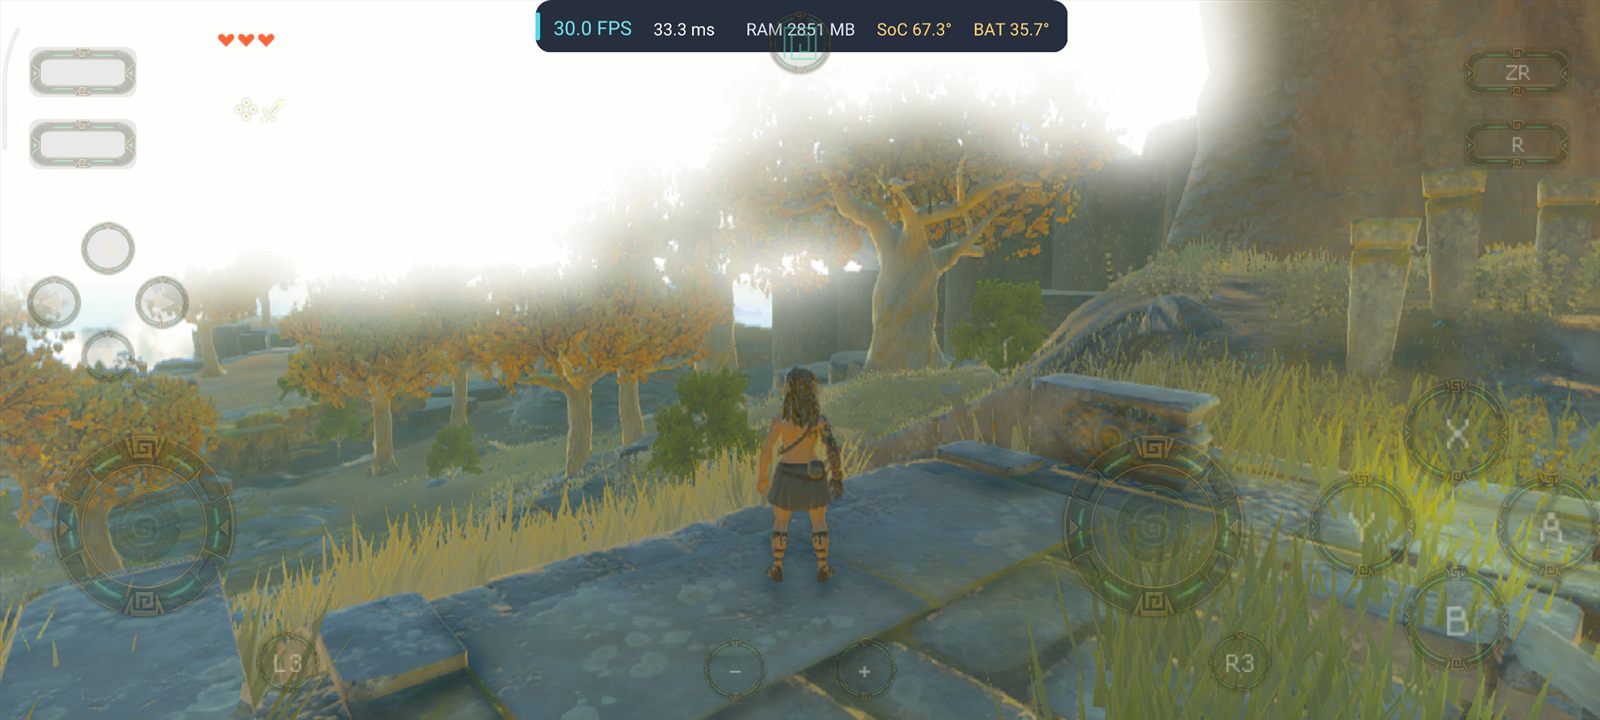 30.0 FPS 33.3 ms RAM 2851 MB SoC 67.3° BAT 35.7°
ZR
R
X
Y
A
B
L3
−
+
R3